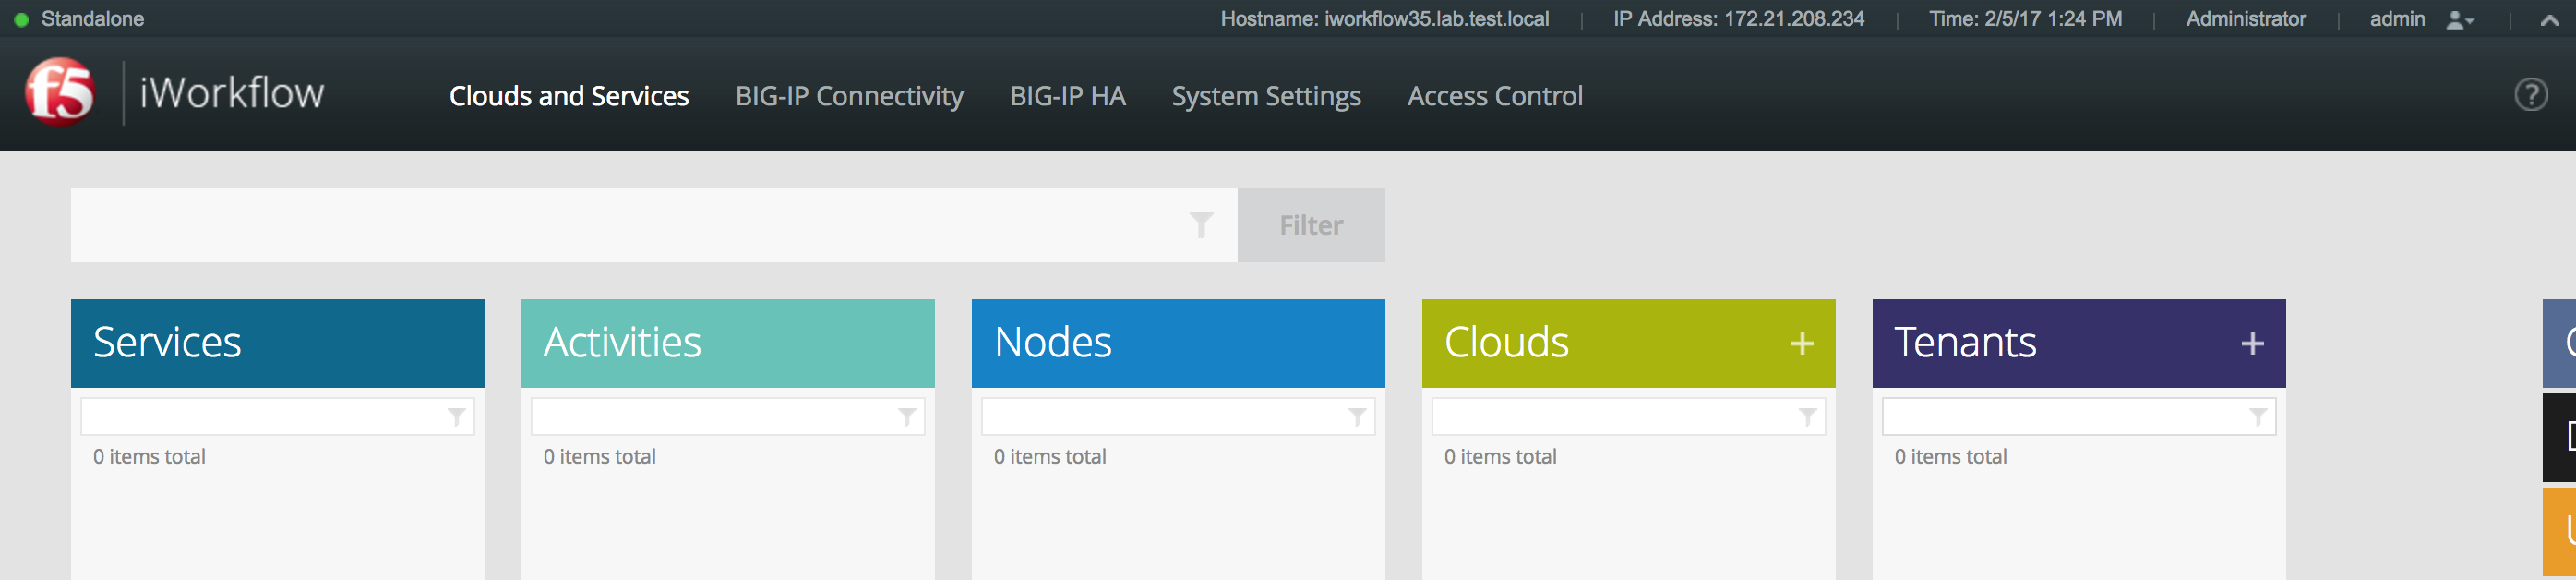 Standalone
Hostname: iworkflow35.lab.test.local
IP Address: 172.21.208.234
Time: 2/5/17 1:24 PM
Administrator
admin
f5
iWorkflow
Clouds and Services
BIG-IP Connectivity
BIG-IP HA
System Settings
Access Control
?
Filter
Services
Activities
Nodes
Clouds +
Tenants +
0 items total
0 items total
0 items total
0 items total
0 items total